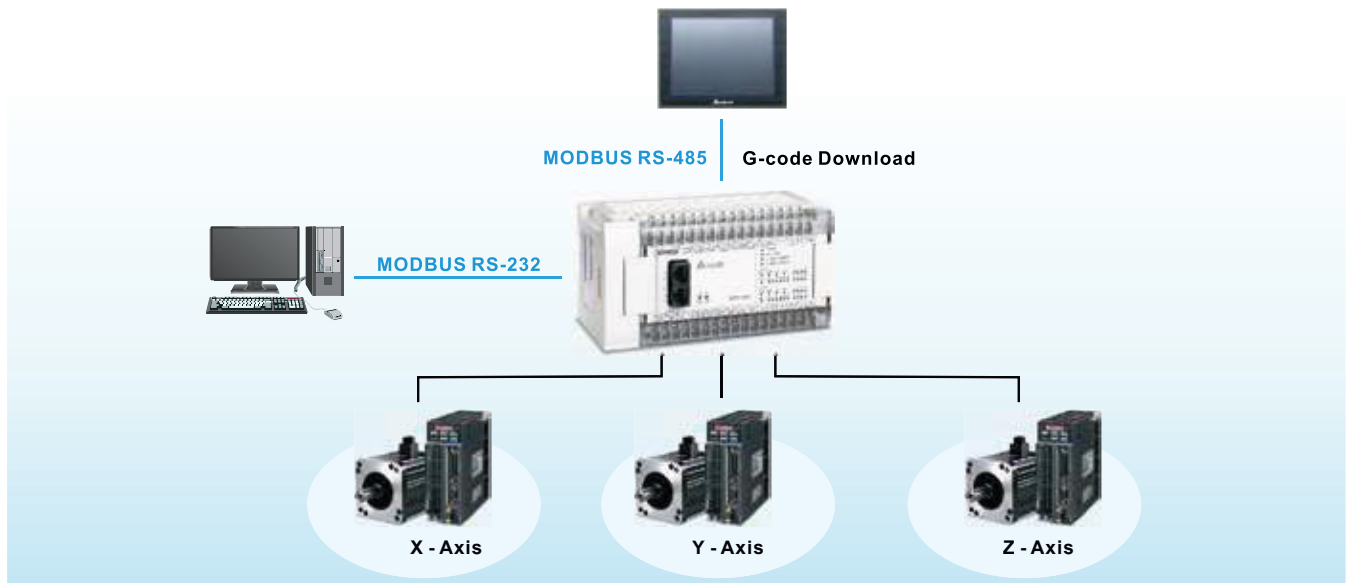 MODBUS RS-485
G-code Download
MODBUS RS-232
X - Axis
Y - Axis
Z - Axis